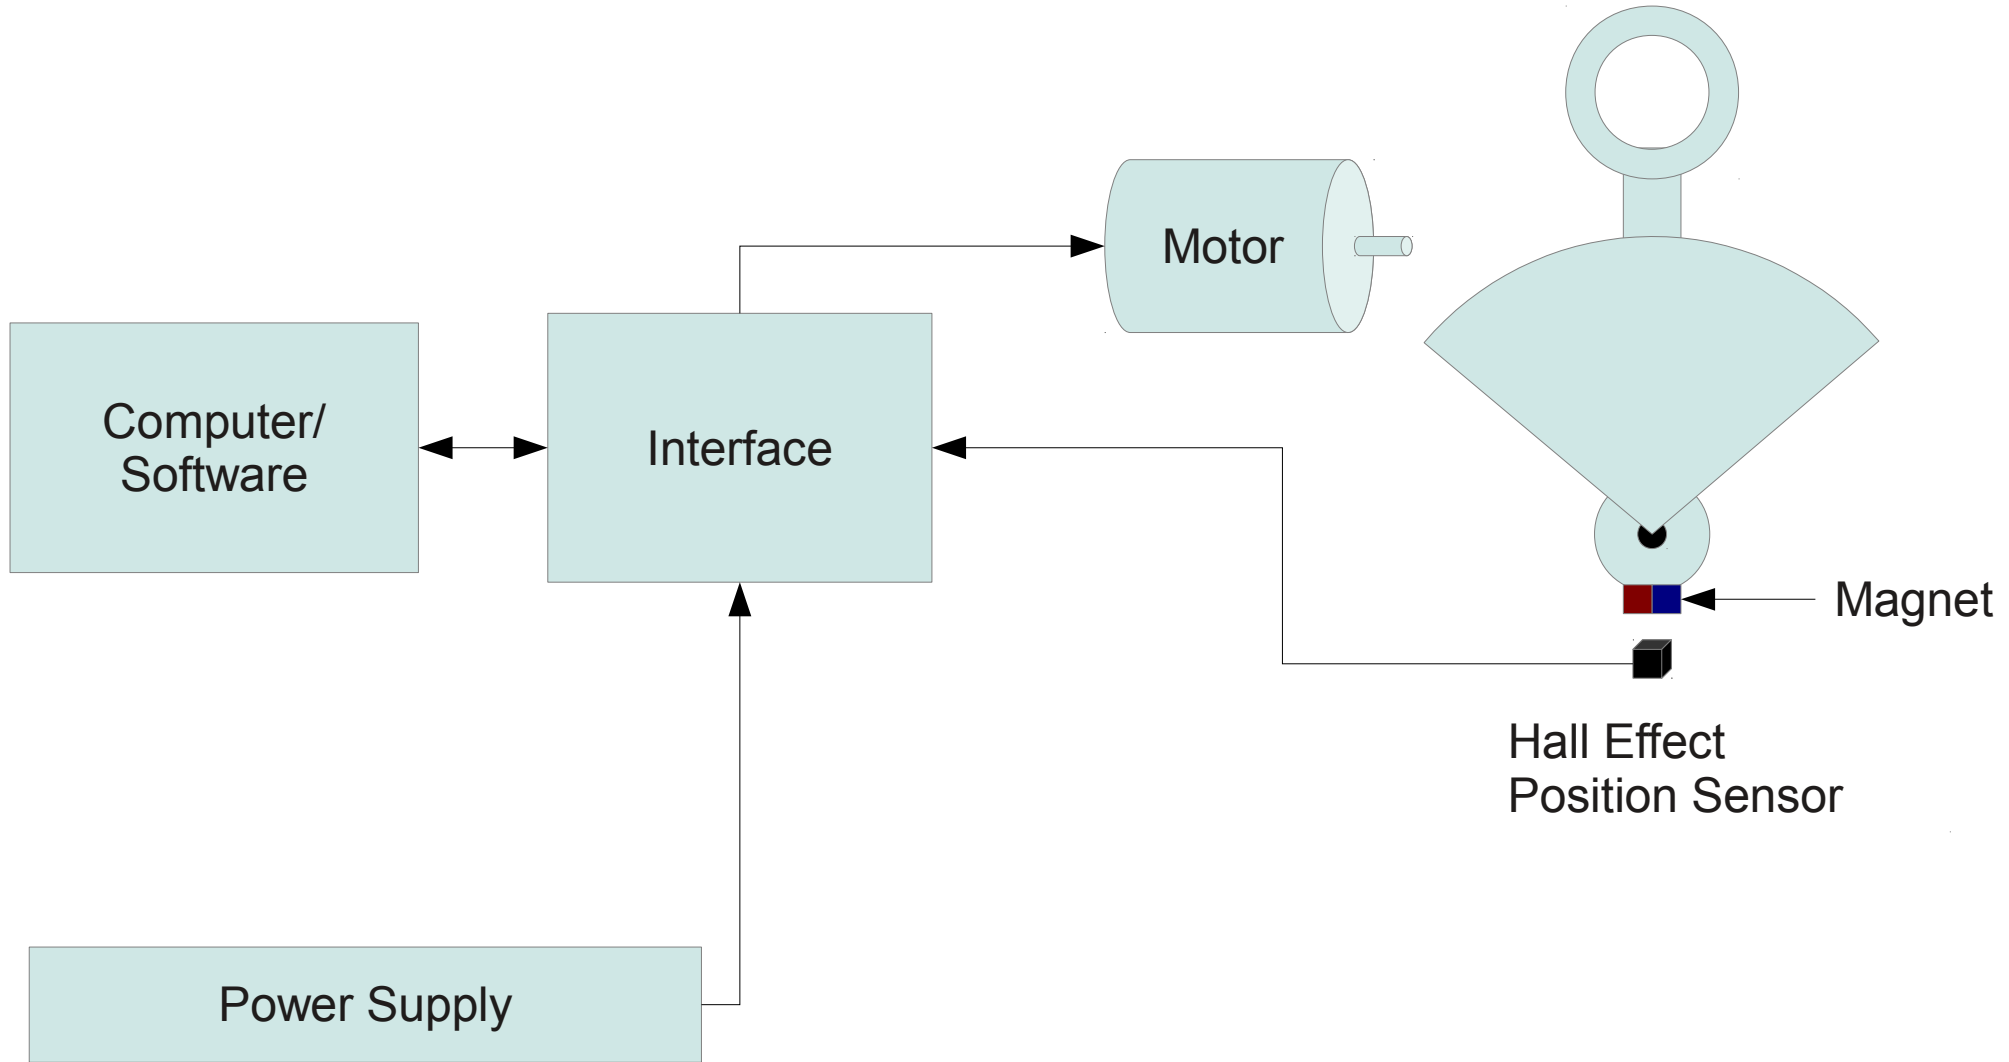 Motor
Computer/
Software
Interface
Magnet
Hall Effect
Position Sensor
Power Supply